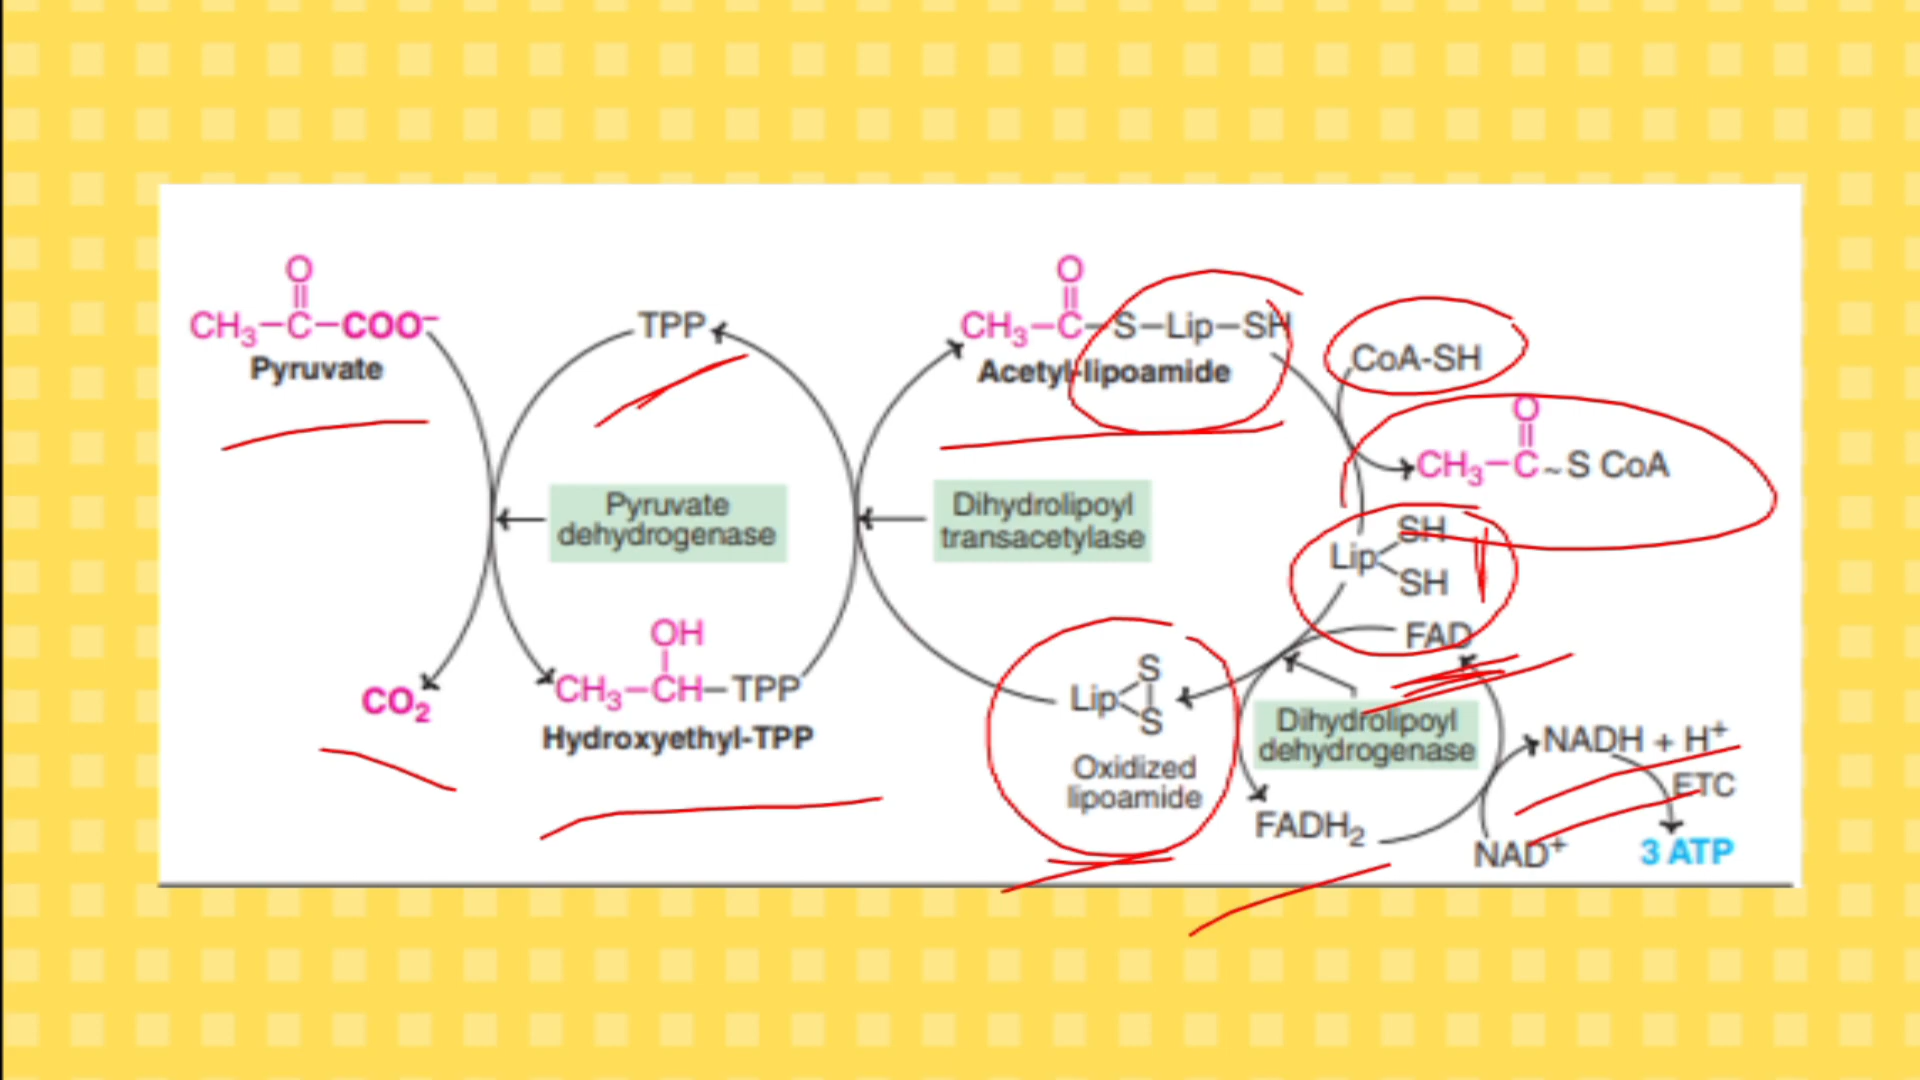 O
CH₃–C–COO⁻
Pyruvate
TPP
O
CH₃–C–S–Lip–SH
Acetyl-lipoamide
CoA-SH
O
CH₃–C~S CoA
Pyruvate
dehydrogenase
Dihydrolipoyl
transacetylase
SH
Lip
SH
FAD
CO₂
OH
CH₃–CH–TPP
Hydroxyethyl-TPP
S
Lip
S
Oxidized
lipoamide
Dihydrolipoyl
dehydrogenase
FADH₂
NADH + H⁺
ETC
NAD⁺
3 ATP